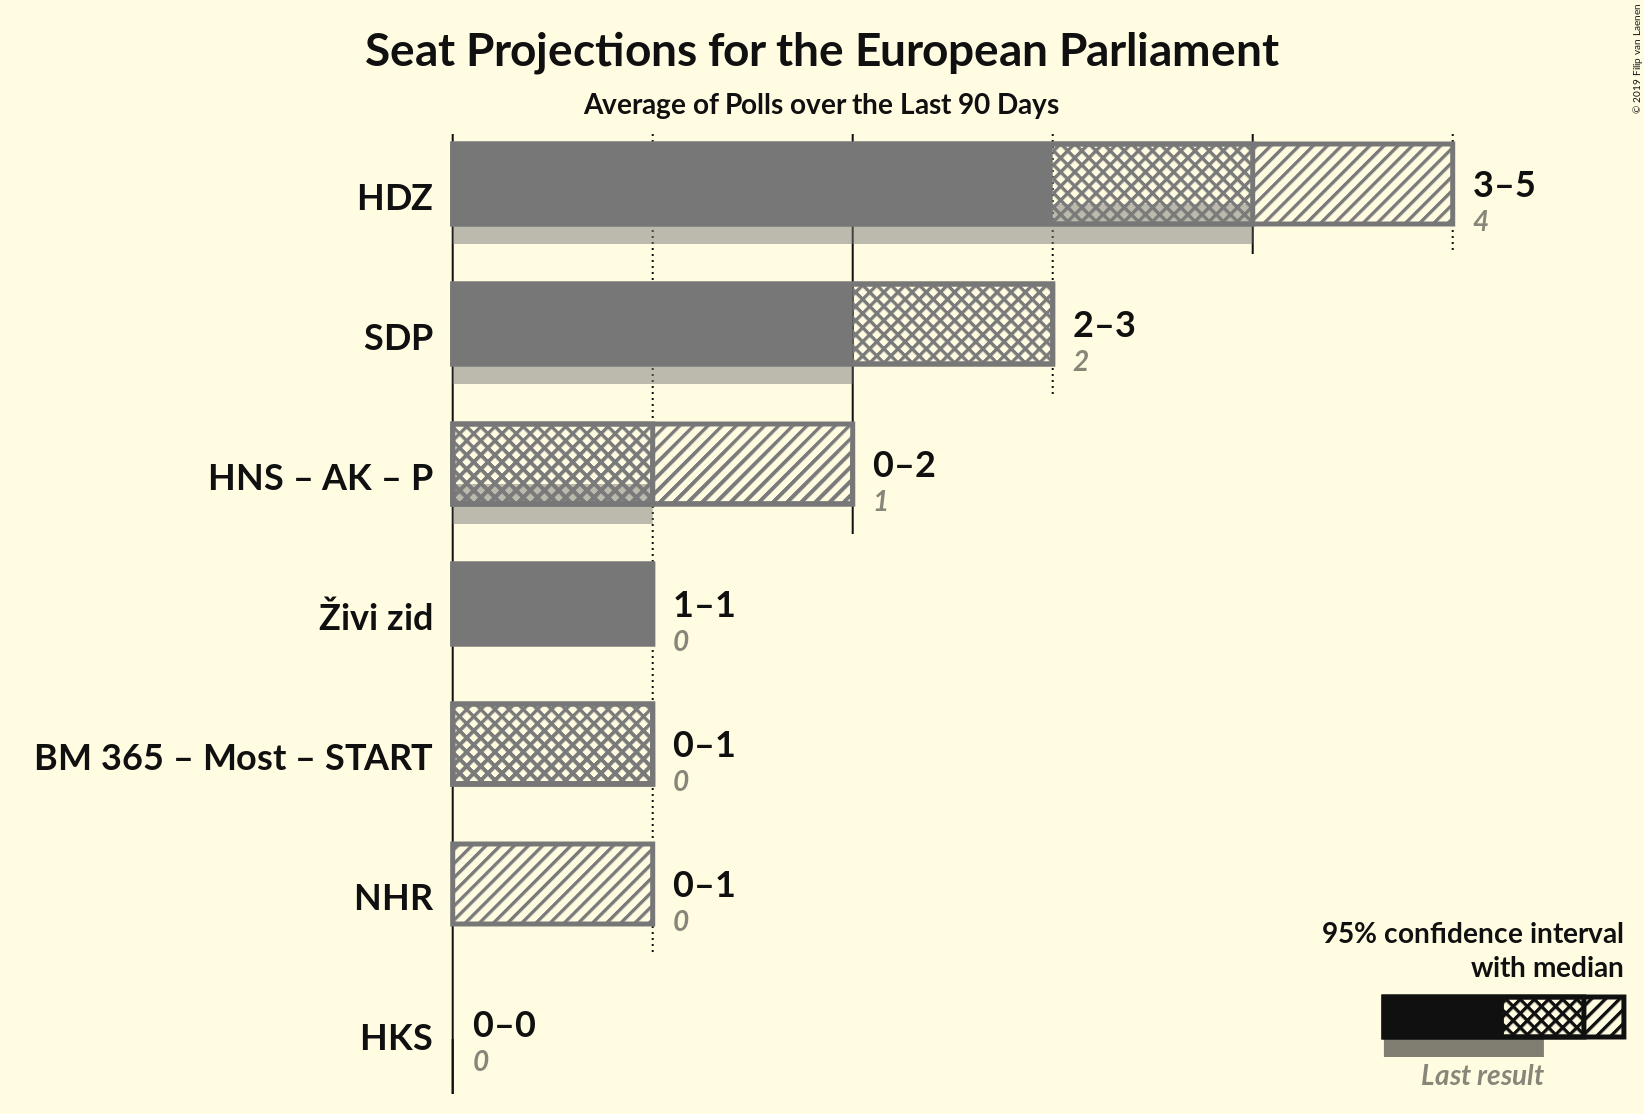 Seat Projections for the European Parliament
Average of Polls over the Last 90 Days
© 2019 Filip van Laenen
HDZ
3–5
4
SDP
2–3
2
HNS – AK – P
0–2
1
Živi zid
1–1
0
BM 365 – Most – START
0–1
0
NHR
0–1
0
HKS
0–0
0
95% confidence interval
with median
Last result